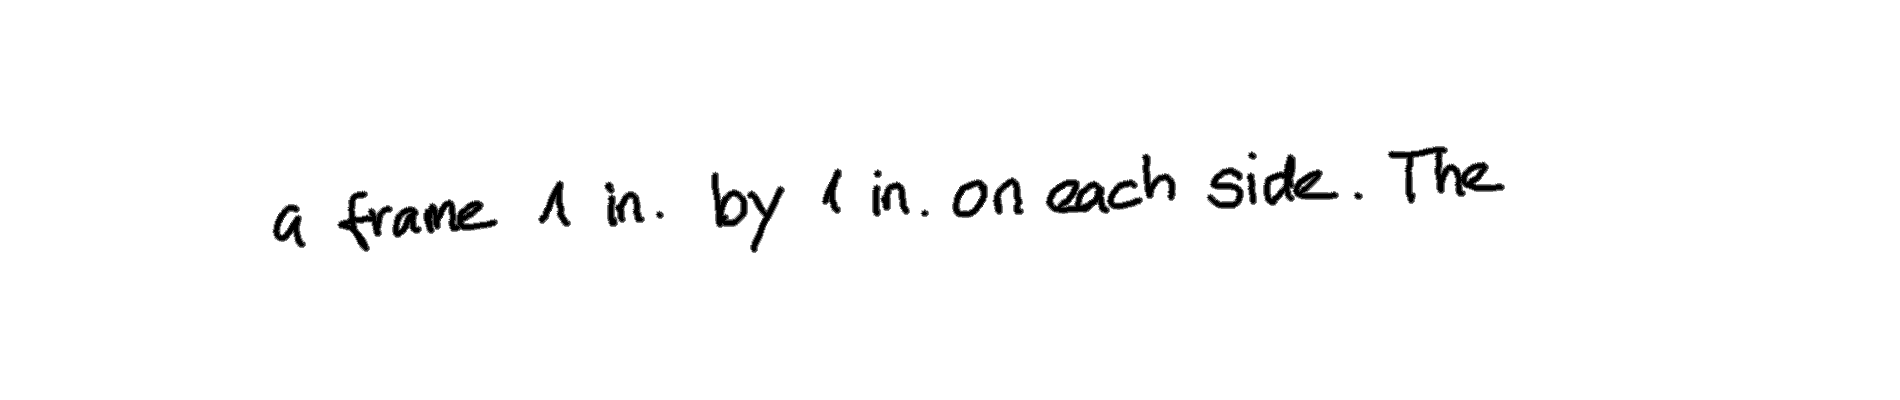 a frame 1 in. by 1 in. on each side. The